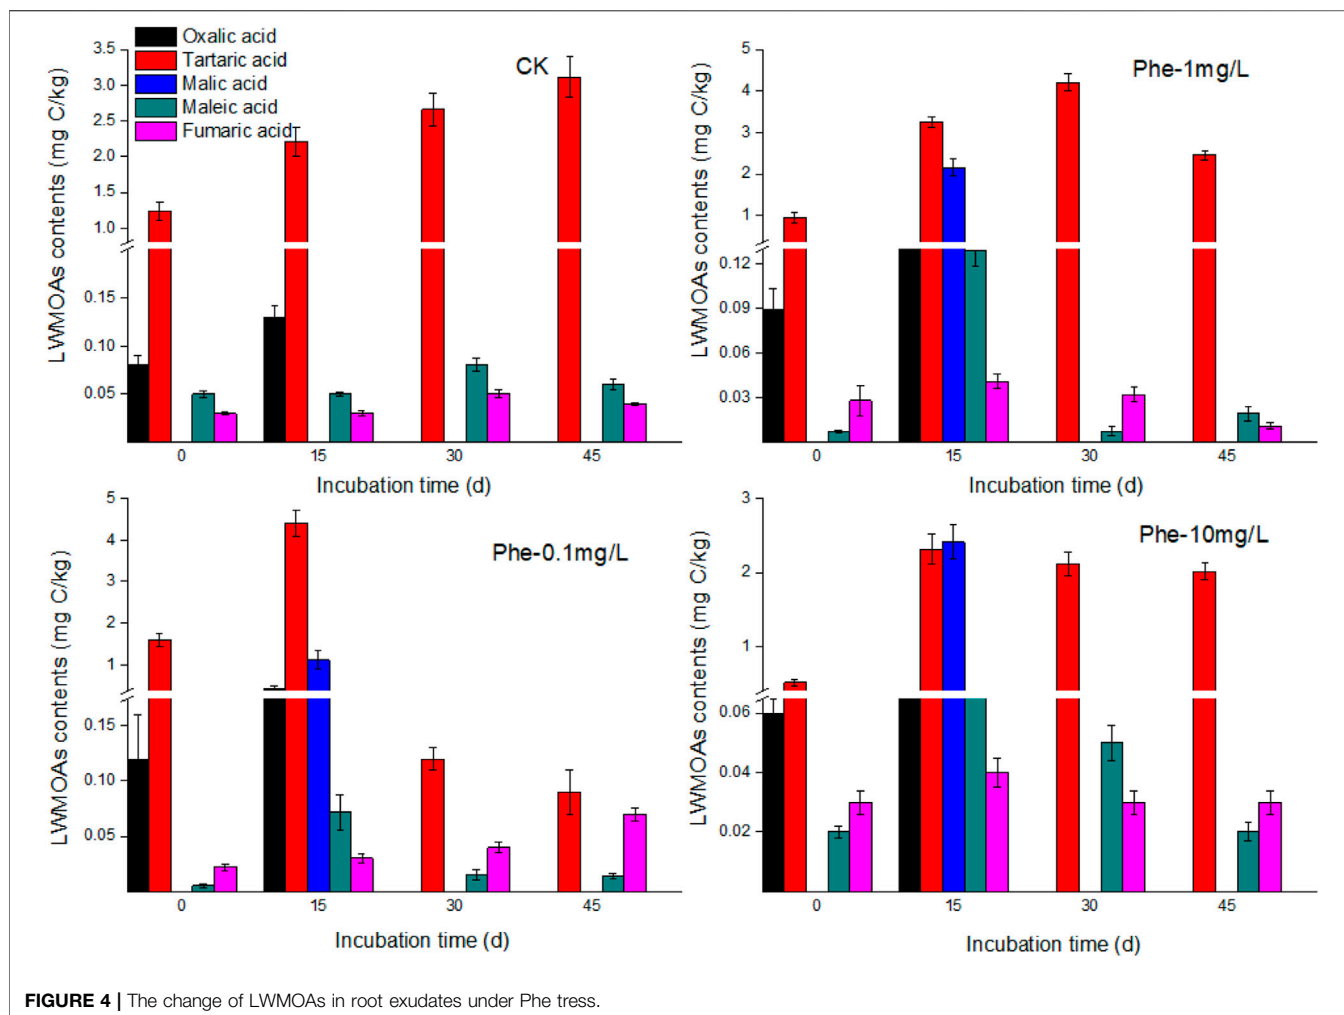 Oxalic acid
Tartaric acid
Malic acid
Maleic acid
Fumaric acid
CK
LWMOAs contents (mg C/kg)
3.5
3.0
2.5
2.0
1.5
1.0
0.15
0.10
0.05
0 15 30 45
Incubation time (d)
Phe-1mg/L
LWMOAs contents (mg C/kg)
5
4
3
2
1
0.12
0.09
0.06
0.03
0 15 30 45
Incubation time (d)
Phe-0.1mg/L
LWMOAs contents (mg C/kg)
5
4
3
2
1
0.15
0.10
0.05
0 15 30 45
Incubation time (d)
Phe-10mg/L
LWMOAs contents (mg C/kg)
3
2
1
0.06
0.04
0.02
0 15 30 45
Incubation time (d)
FIGURE 4 | The change of LWMOAs in root exudates under Phe tress.